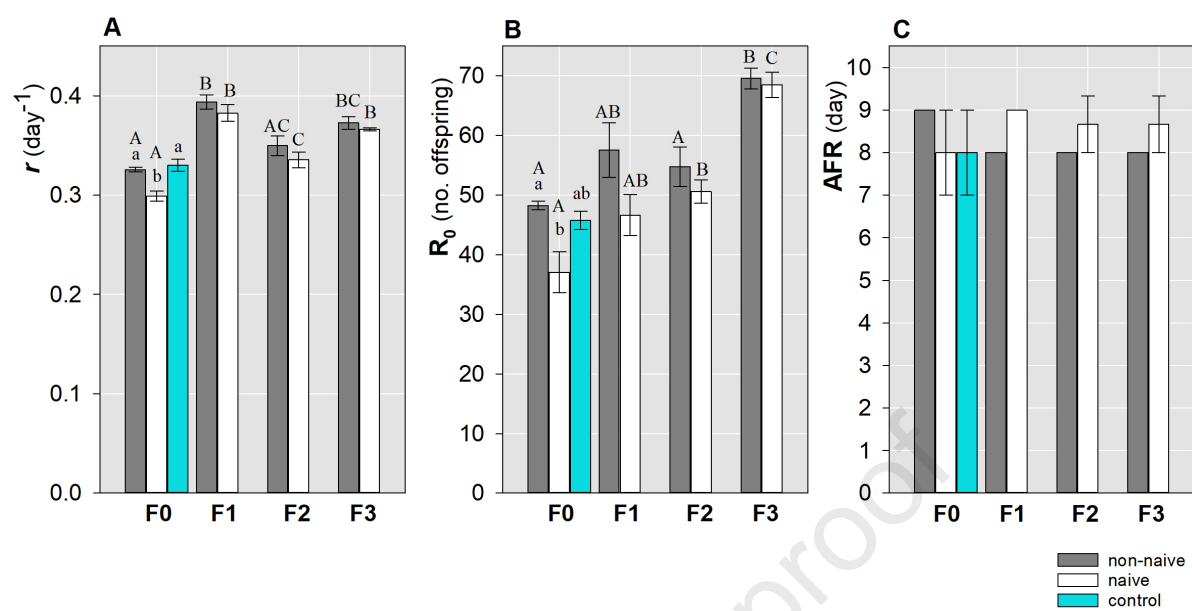 A
r (day-1)
0.4
0.3
0.2
0.1
0.0
A
a
A
b
a
B
B
AC
C
BC
B
F0
F1
F2
F3
B
R0 (no. offspring)
70
60
50
40
30
20
10
0
A
a
A
b
ab
AB
AB
A
B
B
C
F0
F1
F2
F3
C
AFR (day)
10
9
8
7
6
5
4
3
2
1
0
F0
F1
F2
F3
proof
non-naive
naive
control